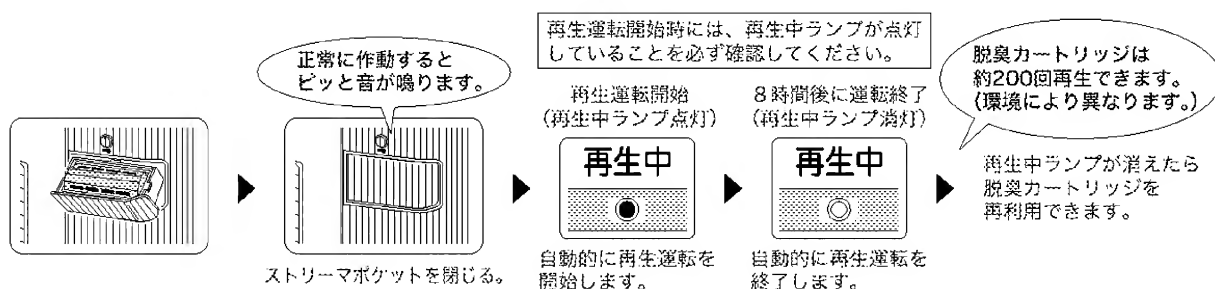 正常に作動すると
ピッと音が鳴ります。
ストリーマポケットを閉じる。
再生運転開始時には、再生中ランプが点灯
していることを必ず確認してください。
再生運転開始
(再生中ランプ点灯)
再生中
自動的に再生運転を
開始します。
8時間後に運転終了
(再生中ランプ消灯)
再生中
自動的に再生運転を
終了します。
脱臭カートリッジは
約200回再生できます。
(環境により異なります。)
再生中ランプが消えたら
脱臭カートリッジを
再利用できます。